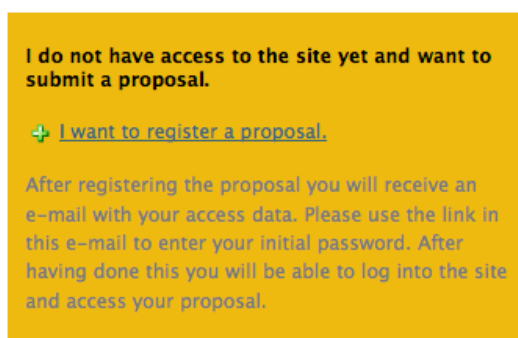 I do not have access to the site yet and want to
submit a proposal.
I want to register a proposal.
After registering the proposal you will receive an
e-mail with your access data. Please use the link in
this e-mail to enter your initial password. After
having done this you will be able to log into the site
and access your proposal.